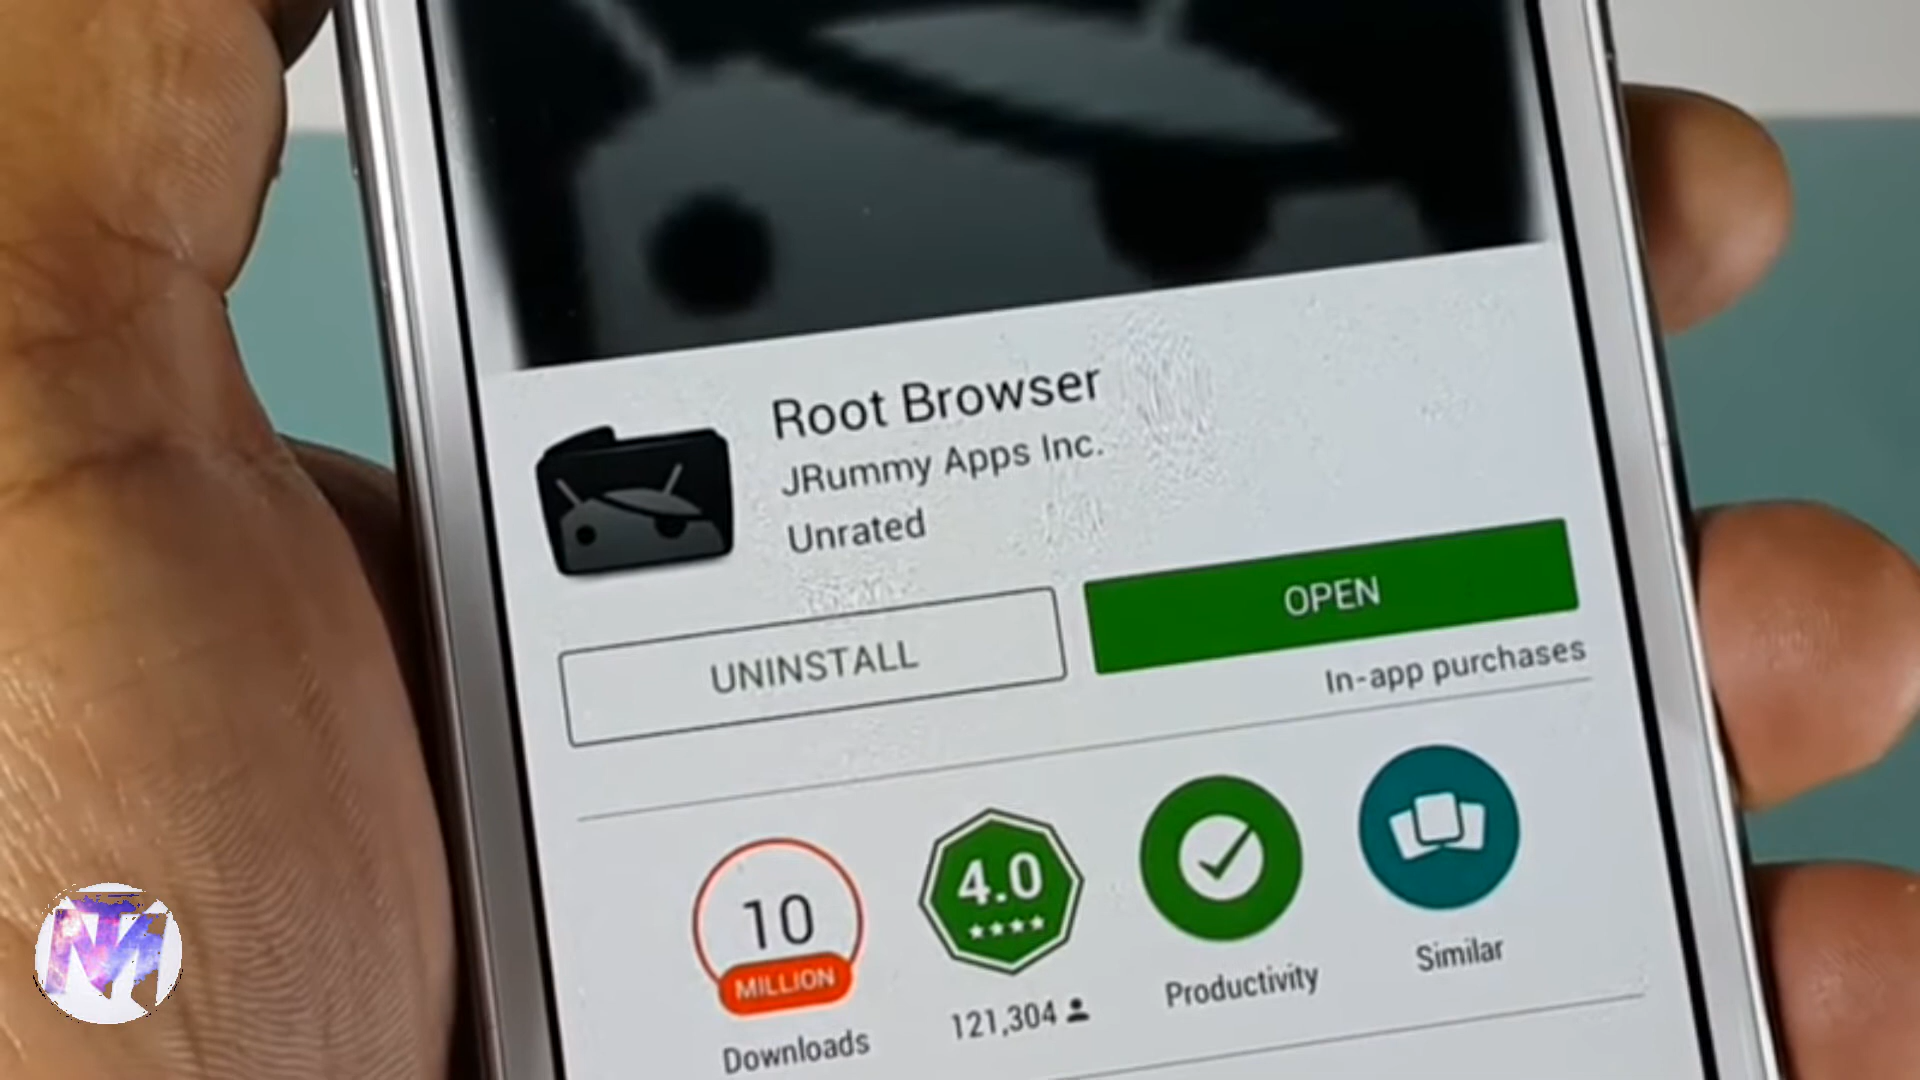 Root Browser
JRummy Apps Inc.
Unrated
UNINSTALL
OPEN
In-app purchases
10
MILLION
Downloads
4.0
121,304
Productivity
Similar